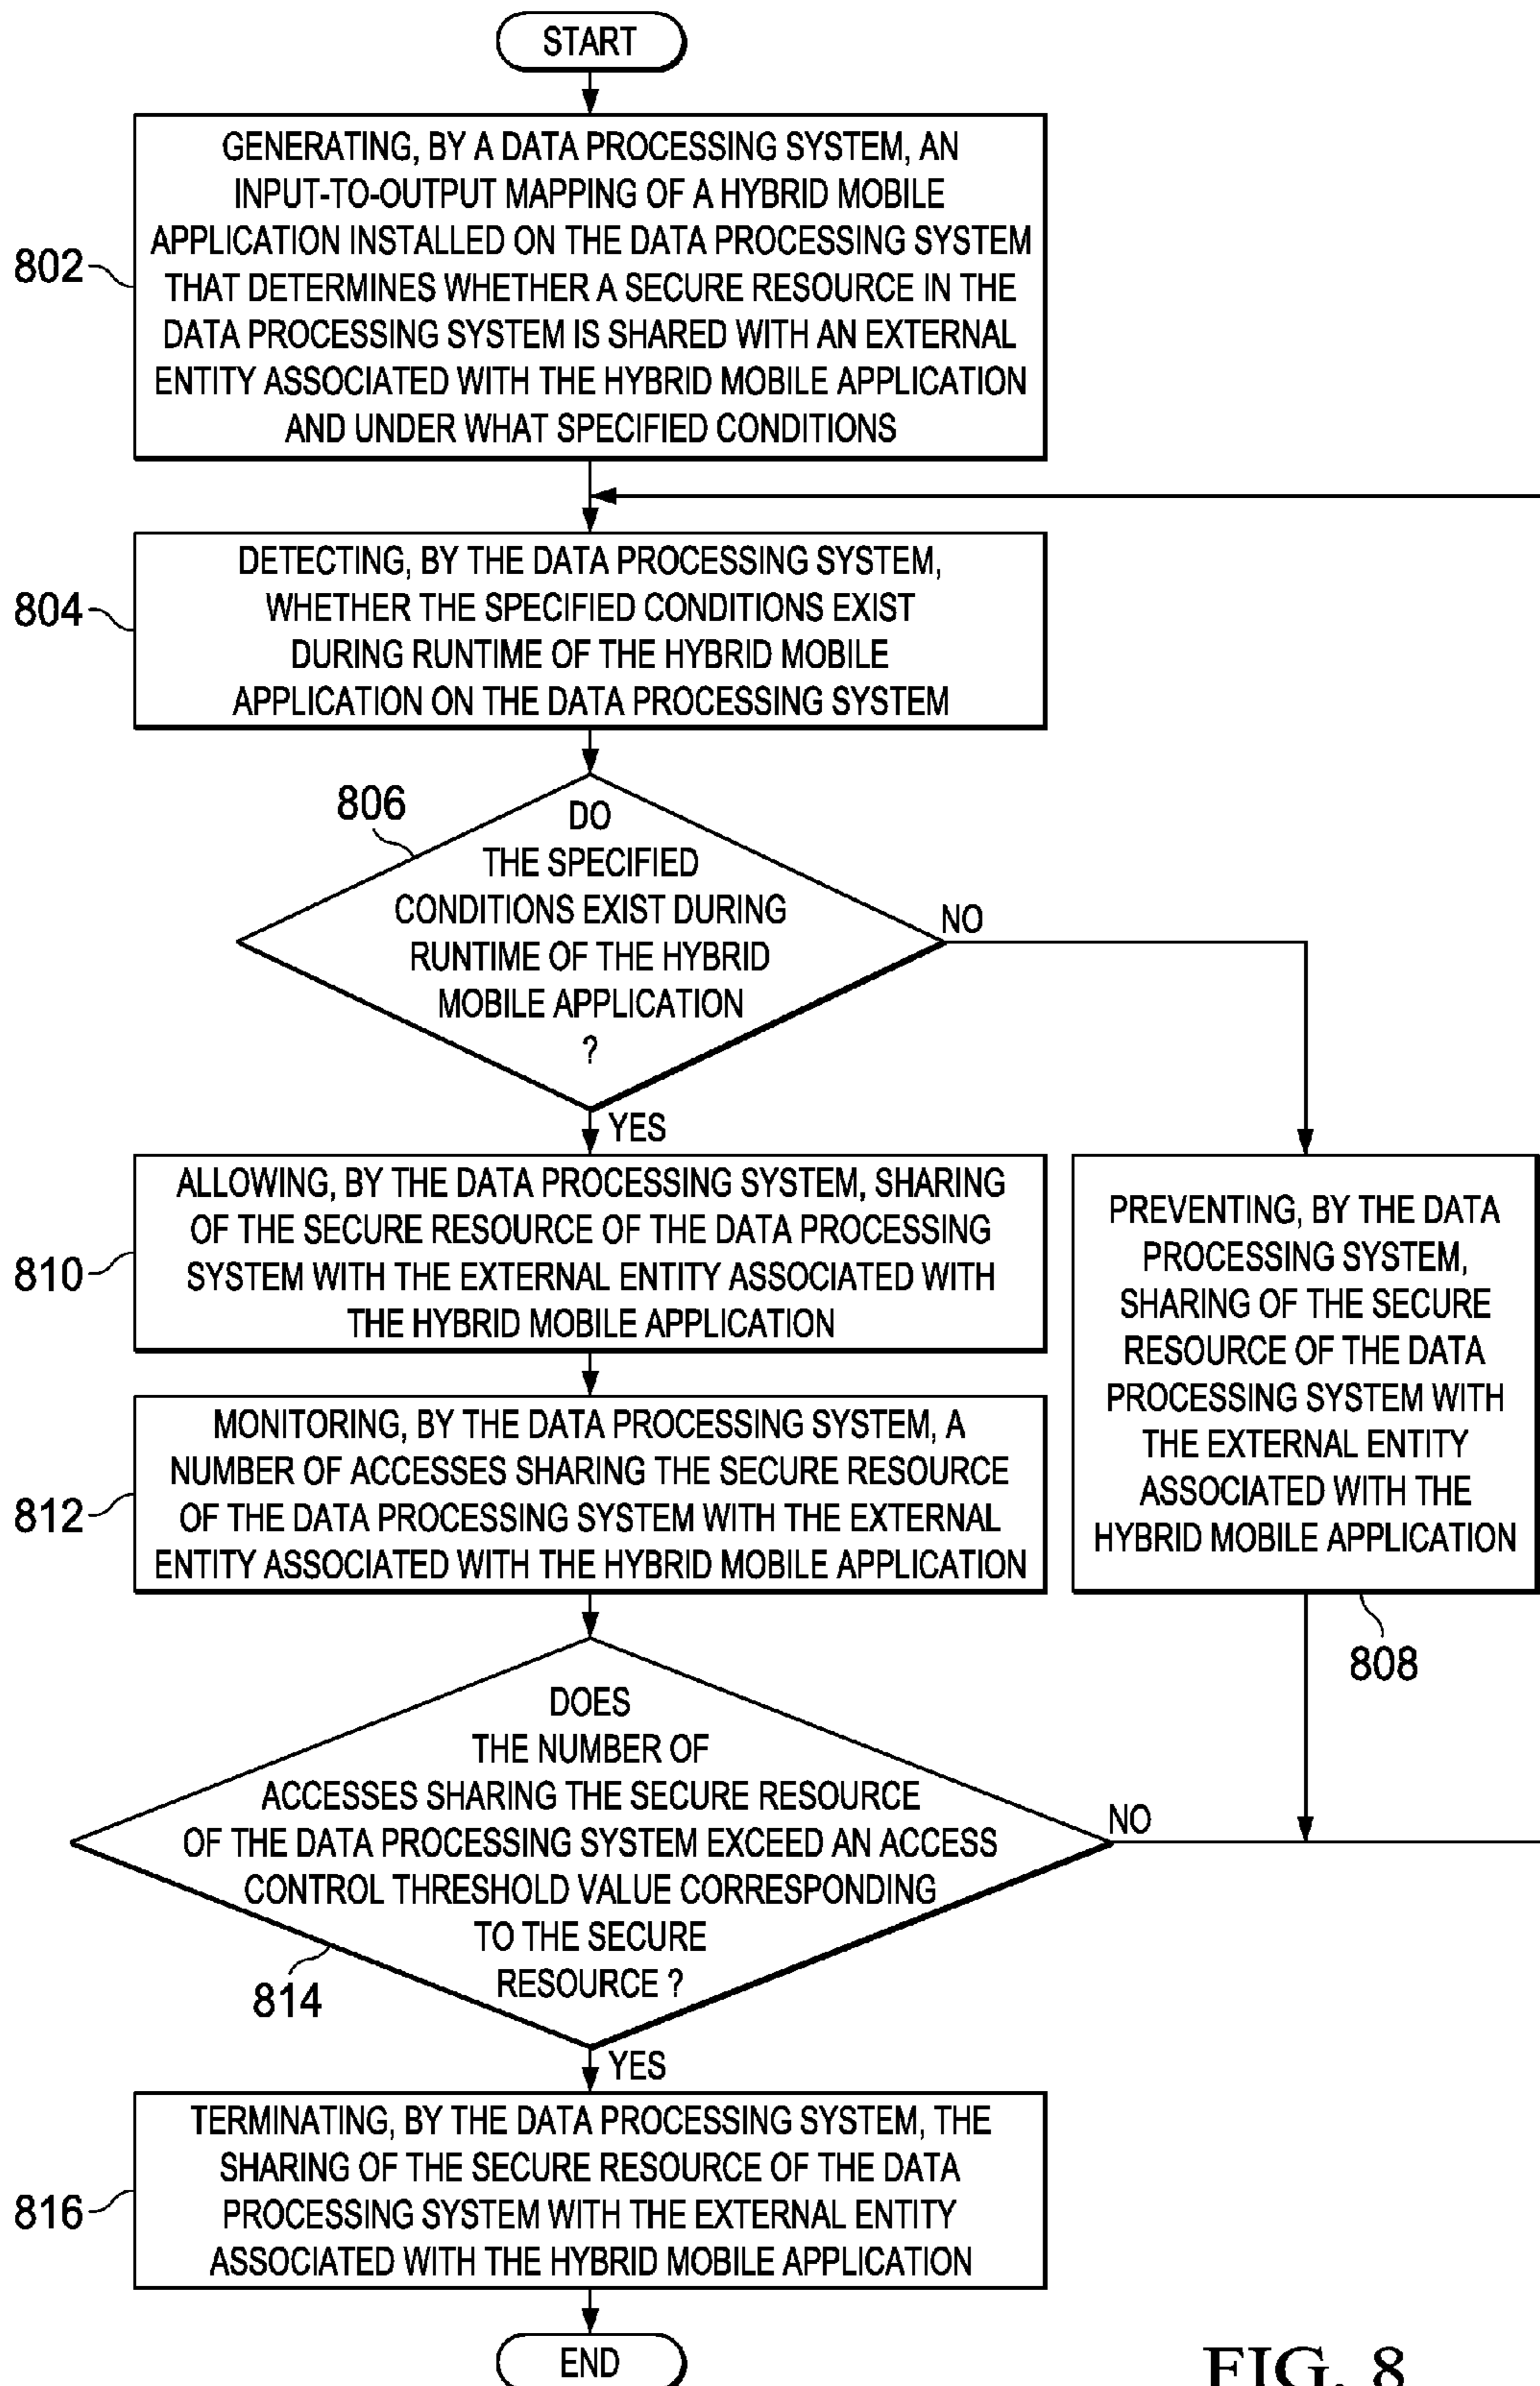 START
GENERATING, BY A DATA PROCESSING SYSTEM, AN
INPUT-TO-OUTPUT MAPPING OF A HYBRID MOBILE
APPLICATION INSTALLED ON THE DATA PROCESSING SYSTEM
THAT DETERMINES WHETHER A SECURE RESOURCE IN THE
DATA PROCESSING SYSTEM IS SHARED WITH AN EXTERNAL
ENTITY ASSOCIATED WITH THE HYBRID MOBILE APPLICATION
AND UNDER WHAT SPECIFIED CONDITIONS
802
DETECTING, BY THE DATA PROCESSING SYSTEM,
WHETHER THE SPECIFIED CONDITIONS EXIST
DURING RUNTIME OF THE HYBRID MOBILE
APPLICATION ON THE DATA PROCESSING SYSTEM
804
806
DO
THE SPECIFIED
CONDITIONS EXIST DURING
RUNTIME OF THE HYBRID
MOBILE APPLICATION
?
NO
YES
ALLOWING, BY THE DATA PROCESSING SYSTEM, SHARING
OF THE SECURE RESOURCE OF THE DATA PROCESSING
SYSTEM WITH THE EXTERNAL ENTITY ASSOCIATED WITH
THE HYBRID MOBILE APPLICATION
810
PREVENTING, BY THE DATA
PROCESSING SYSTEM,
SHARING OF THE SECURE
RESOURCE OF THE DATA
PROCESSING SYSTEM WITH
THE EXTERNAL ENTITY
ASSOCIATED WITH THE
HYBRID MOBILE APPLICATION
808
MONITORING, BY THE DATA PROCESSING SYSTEM, A
NUMBER OF ACCESSES SHARING THE SECURE RESOURCE
OF THE DATA PROCESSING SYSTEM WITH THE EXTERNAL
ENTITY ASSOCIATED WITH THE HYBRID MOBILE APPLICATION
812
DOES
THE NUMBER OF
ACCESSES SHARING THE SECURE RESOURCE
OF THE DATA PROCESSING SYSTEM EXCEED AN ACCESS
CONTROL THRESHOLD VALUE CORRESPONDING
TO THE SECURE
RESOURCE ?
NO
814
YES
TERMINATING, BY THE DATA PROCESSING SYSTEM, THE
SHARING OF THE SECURE RESOURCE OF THE DATA
PROCESSING SYSTEM WITH THE EXTERNAL ENTITY
ASSOCIATED WITH THE HYBRID MOBILE APPLICATION
816
END
FIG. 8